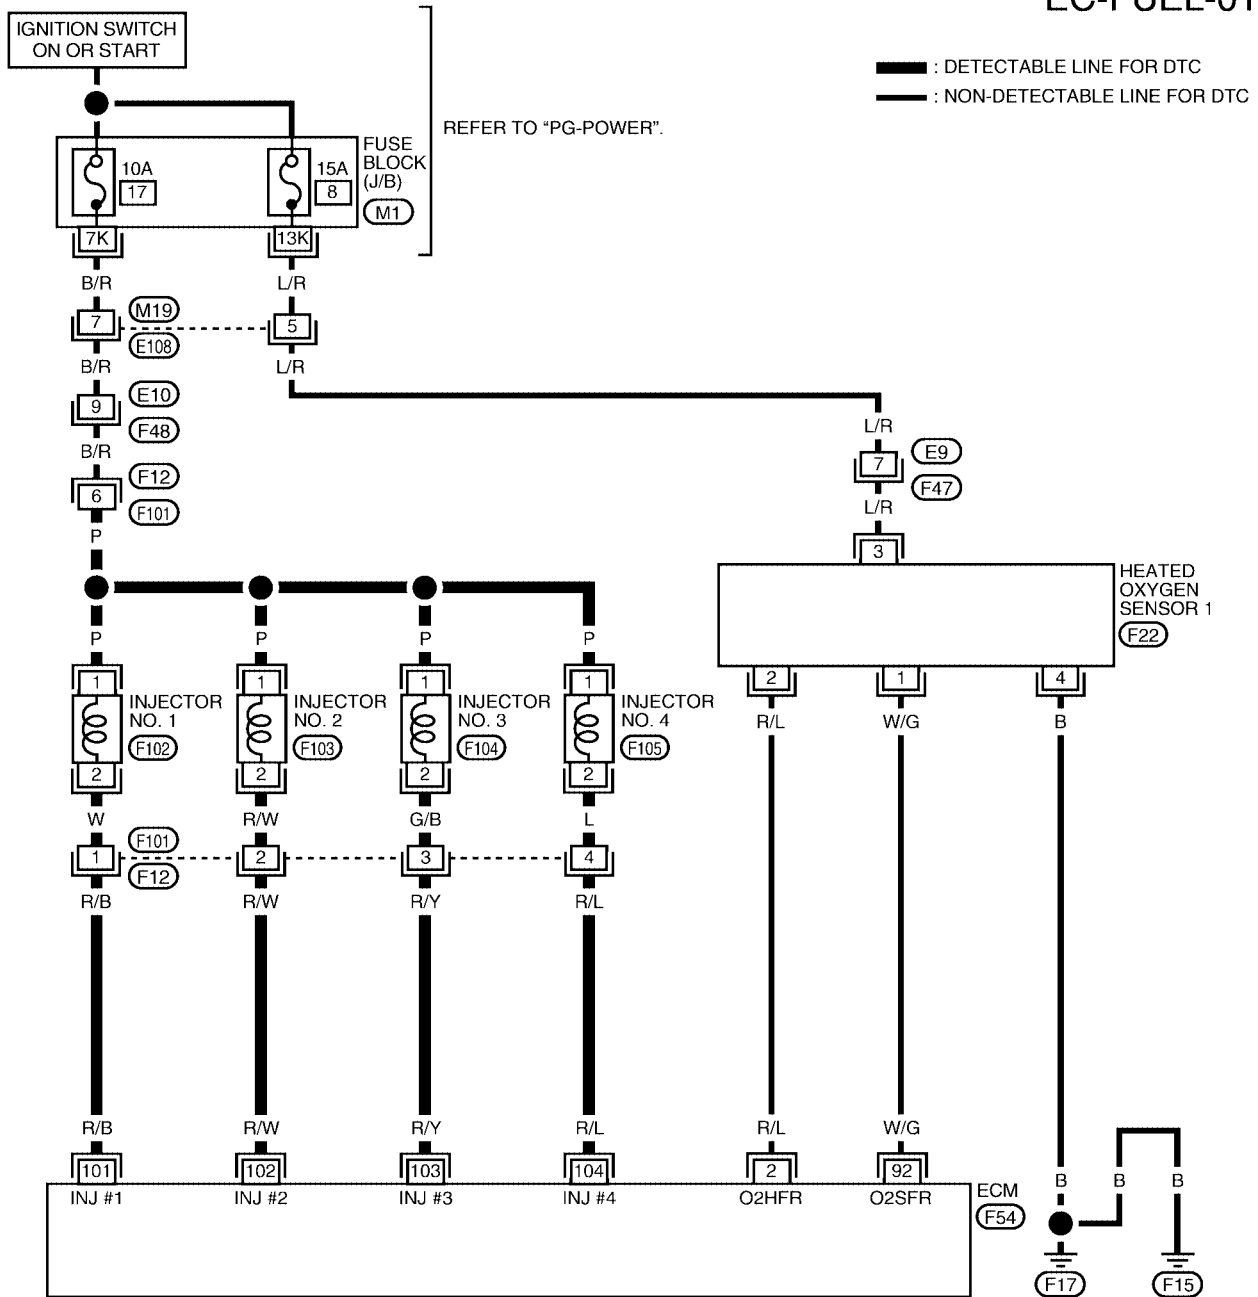 IGNITION SWITCH
ON OR START
: DETECTABLE LINE FOR DTC
: NON-DETECTABLE LINE FOR DTC
REFER TO “PG-POWER”.
10A
17
15A
8
FUSE
BLOCK
(J/B)
M1
7K
13K
B/R
L/R
7
M19
E108
5
B/R
L/R
9
E10
F48
L/R
7
E9
F47
B/R
L/R
6
F12
F101
3
P
HEATED
OXYGEN
SENSOR 1
F22
P
P
P
P
1
1
1
1
2
1
4
INJECTOR
NO. 1
F102
INJECTOR
NO. 2
F103
INJECTOR
NO. 3
F104
INJECTOR
NO. 4
F105
R/L
W/G
B
2
2
2
2
W
R/W
G/B
L
1
F101
F12
2
3
4
R/B
R/W
R/Y
R/L
R/B
R/W
R/Y
R/L
R/L
W/G
101
102
103
104
2
92
B
B
B
INJ #1
INJ #2
INJ #3
INJ #4
O2HFR
O2SFR
ECM
F54
F17
F15